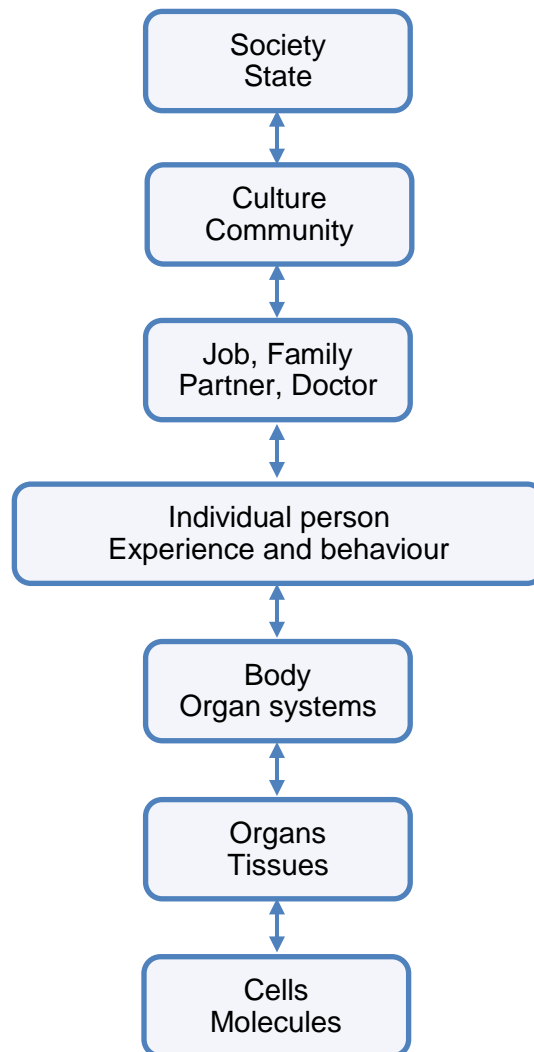 Society
State
Culture
Community
Job, Family
Partner, Doctor
Individual person
Experience and behaviour
Body
Organ systems
Organs
Tissues
Cells
Molecules